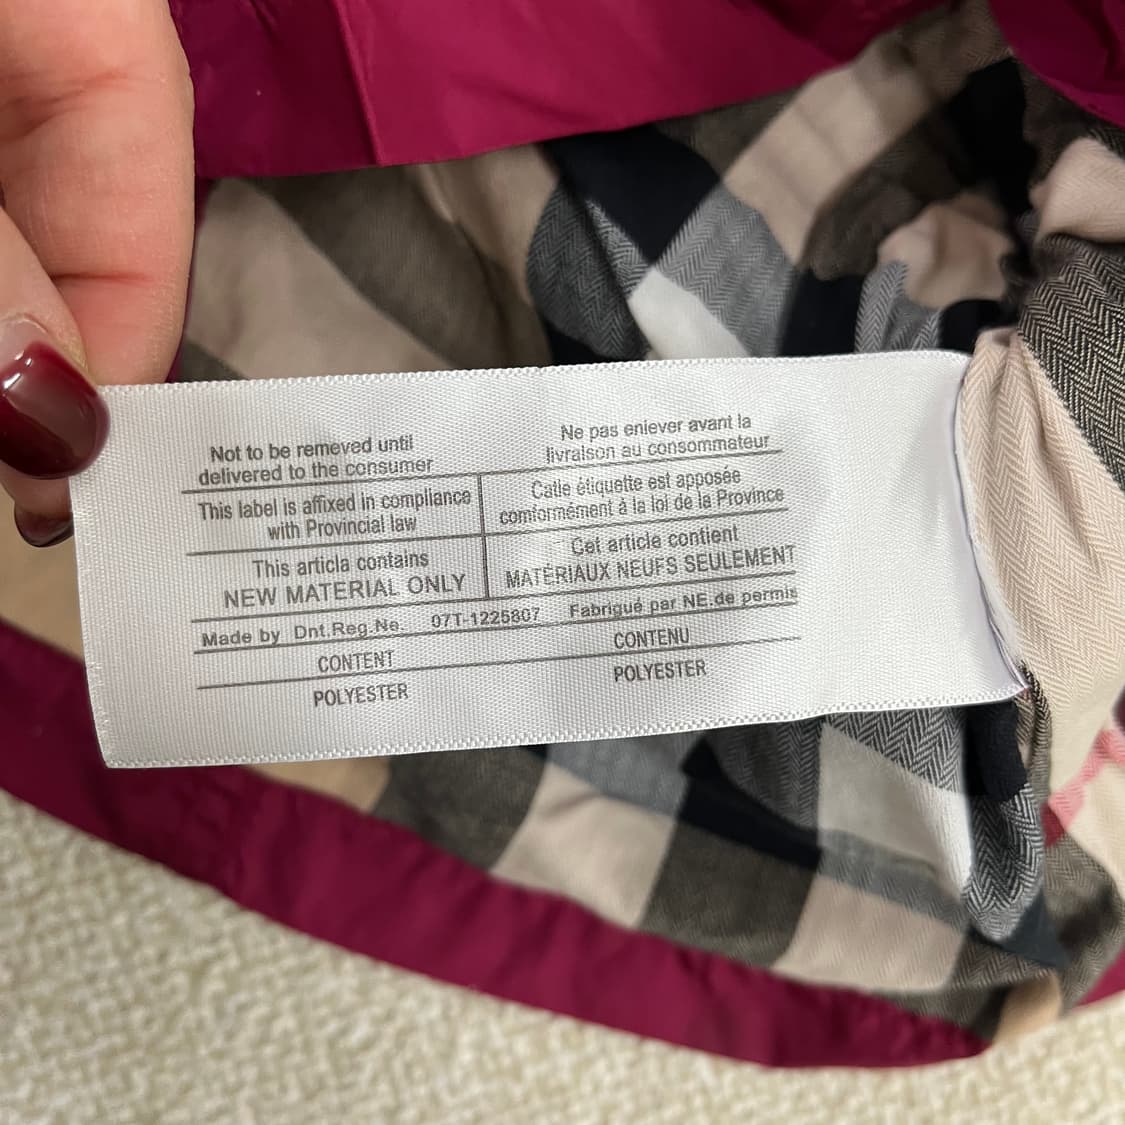 Not to be remeved until
delivered to the consumer
Ne pas eniever avant la
livraison au consommateur
This label is affixed in compliance
with Provincial law
Catle étiquette est apposée
comformément à la loi de la Province
This articla contains
NEW MATERIAL ONLY
Cet article contient
MATÉRIAUX NEUFS SEULEMENT
Made by Dnt.Reg.Ne. 07T-1225807 Fabrigué par NE.de permis
CONTENT
CONTENU
POLYESTER
POLYESTER